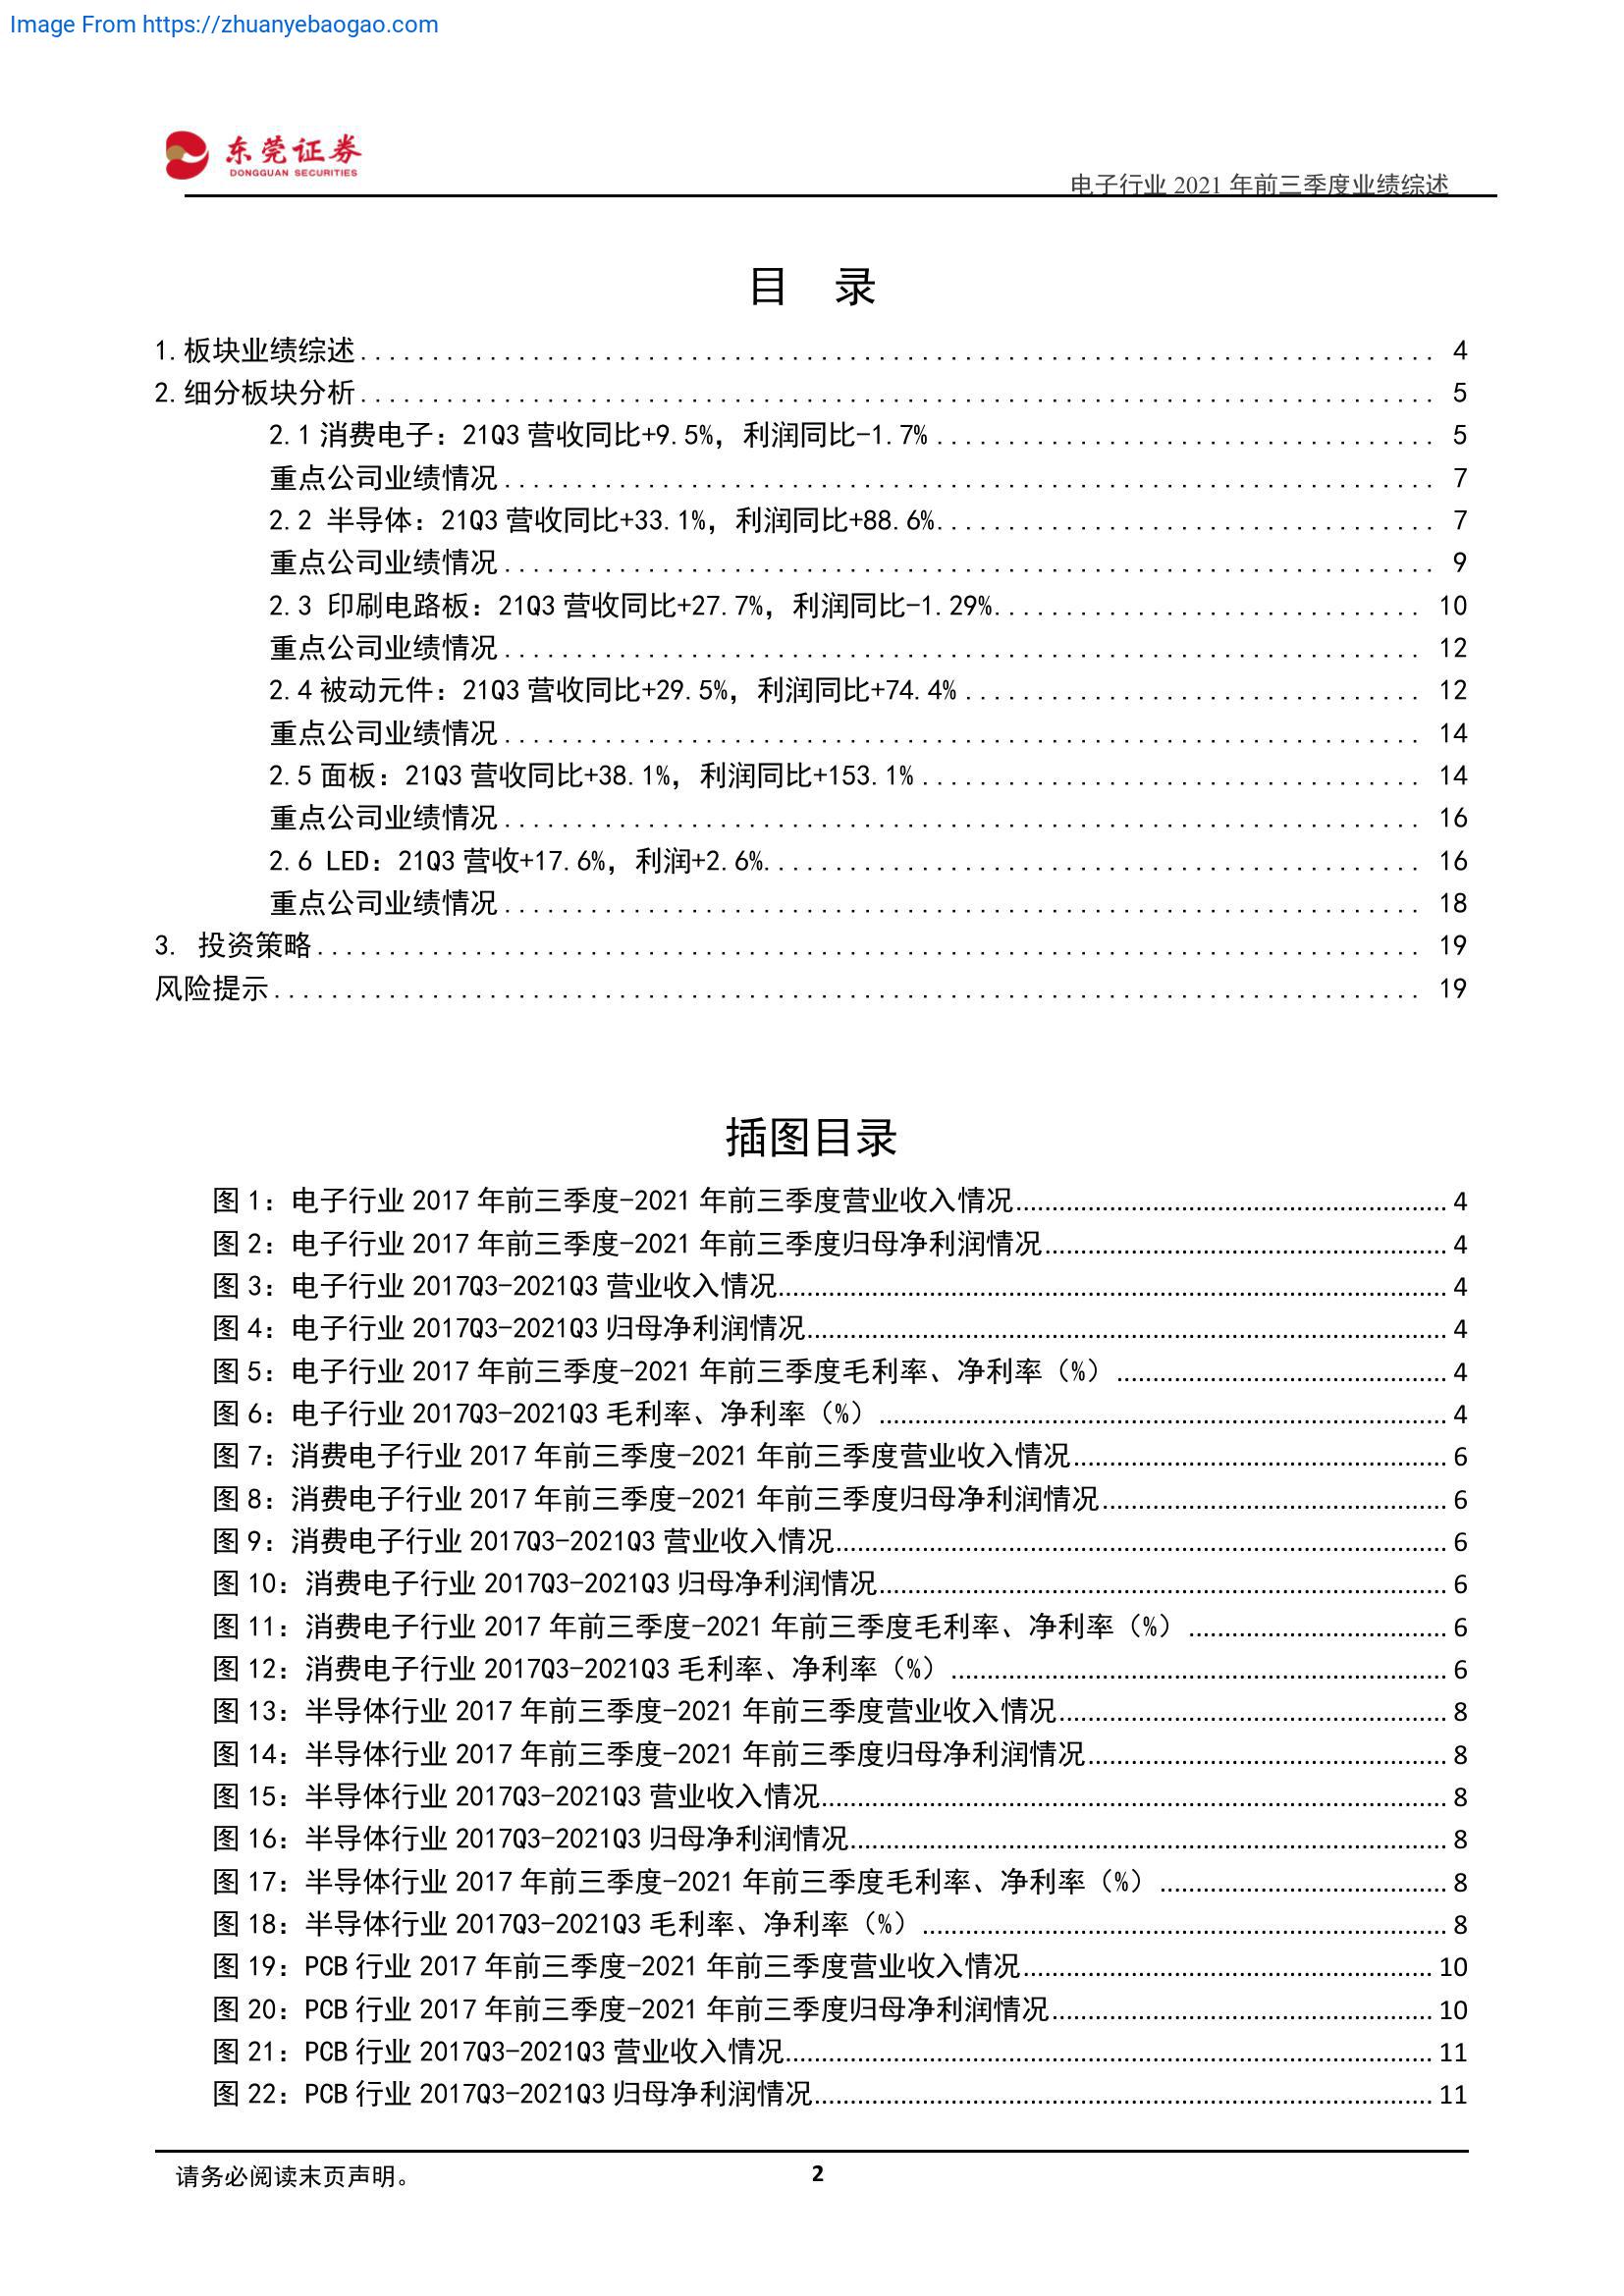 Image From https://zhuanyebaogao.com
东莞证券
DONGGUAN SECURITIES
电子行业 2021 年前三季度业绩综述
目 录
1.板块业绩综述 4
2.细分板块分析 5
2.1 消费电子：21Q3 营收同比+9.5%，利润同比-1.7% 5
重点公司业绩情况 7
2.2 半导体：21Q3 营收同比+33.1%，利润同比+88.6% 7
重点公司业绩情况 9
2.3 印刷电路板：21Q3 营收同比+27.7%，利润同比-1.29% 10
重点公司业绩情况 12
2.4 被动元件：21Q3 营收同比+29.5%，利润同比+74.4% 12
重点公司业绩情况 14
2.5 面板：21Q3 营收同比+38.1%，利润同比+153.1% 14
重点公司业绩情况 16
2.6 LED：21Q3 营收+17.6%，利润+2.6% 16
重点公司业绩情况 18
3. 投资策略 19
风险提示 19
插图目录
图 1：电子行业 2017 年前三季度-2021 年前三季度营业收入情况 4
图 2：电子行业 2017 年前三季度-2021 年前三季度归母净利润情况 4
图 3：电子行业 2017Q3-2021Q3 营业收入情况 4
图 4：电子行业 2017Q3-2021Q3 归母净利润情况 4
图 5：电子行业 2017 年前三季度-2021 年前三季度毛利率、净利率（%） 4
图 6：电子行业 2017Q3-2021Q3 毛利率、净利率（%） 4
图 7：消费电子行业 2017 年前三季度-2021 年前三季度营业收入情况 6
图 8：消费电子行业 2017 年前三季度-2021 年前三季度归母净利润情况 6
图 9：消费电子行业 2017Q3-2021Q3 营业收入情况 6
图 10：消费电子行业 2017Q3-2021Q3 归母净利润情况 6
图 11：消费电子行业 2017 年前三季度-2021 年前三季度毛利率、净利率（%） 6
图 12：消费电子行业 2017Q3-2021Q3 毛利率、净利率（%） 6
图 13：半导体行业 2017 年前三季度-2021 年前三季度营业收入情况 8
图 14：半导体行业 2017 年前三季度-2021 年前三季度归母净利润情况 8
图 15：半导体行业 2017Q3-2021Q3 营业收入情况 8
图 16：半导体行业 2017Q3-2021Q3 归母净利润情况 8
图 17：半导体行业 2017 年前三季度-2021 年前三季度毛利率、净利率（%） 8
图 18：半导体行业 2017Q3-2021Q3 毛利率、净利率（%） 8
图 19：PCB 行业 2017 年前三季度-2021 年前三季度营业收入情况 10
图 20：PCB 行业 2017 年前三季度-2021 年前三季度归母净利润情况 10
图 21：PCB 行业 2017Q3-2021Q3 营业收入情况 11
图 22：PCB 行业 2017Q3-2021Q3 归母净利润情况 11
请务必阅读末页声明。 2